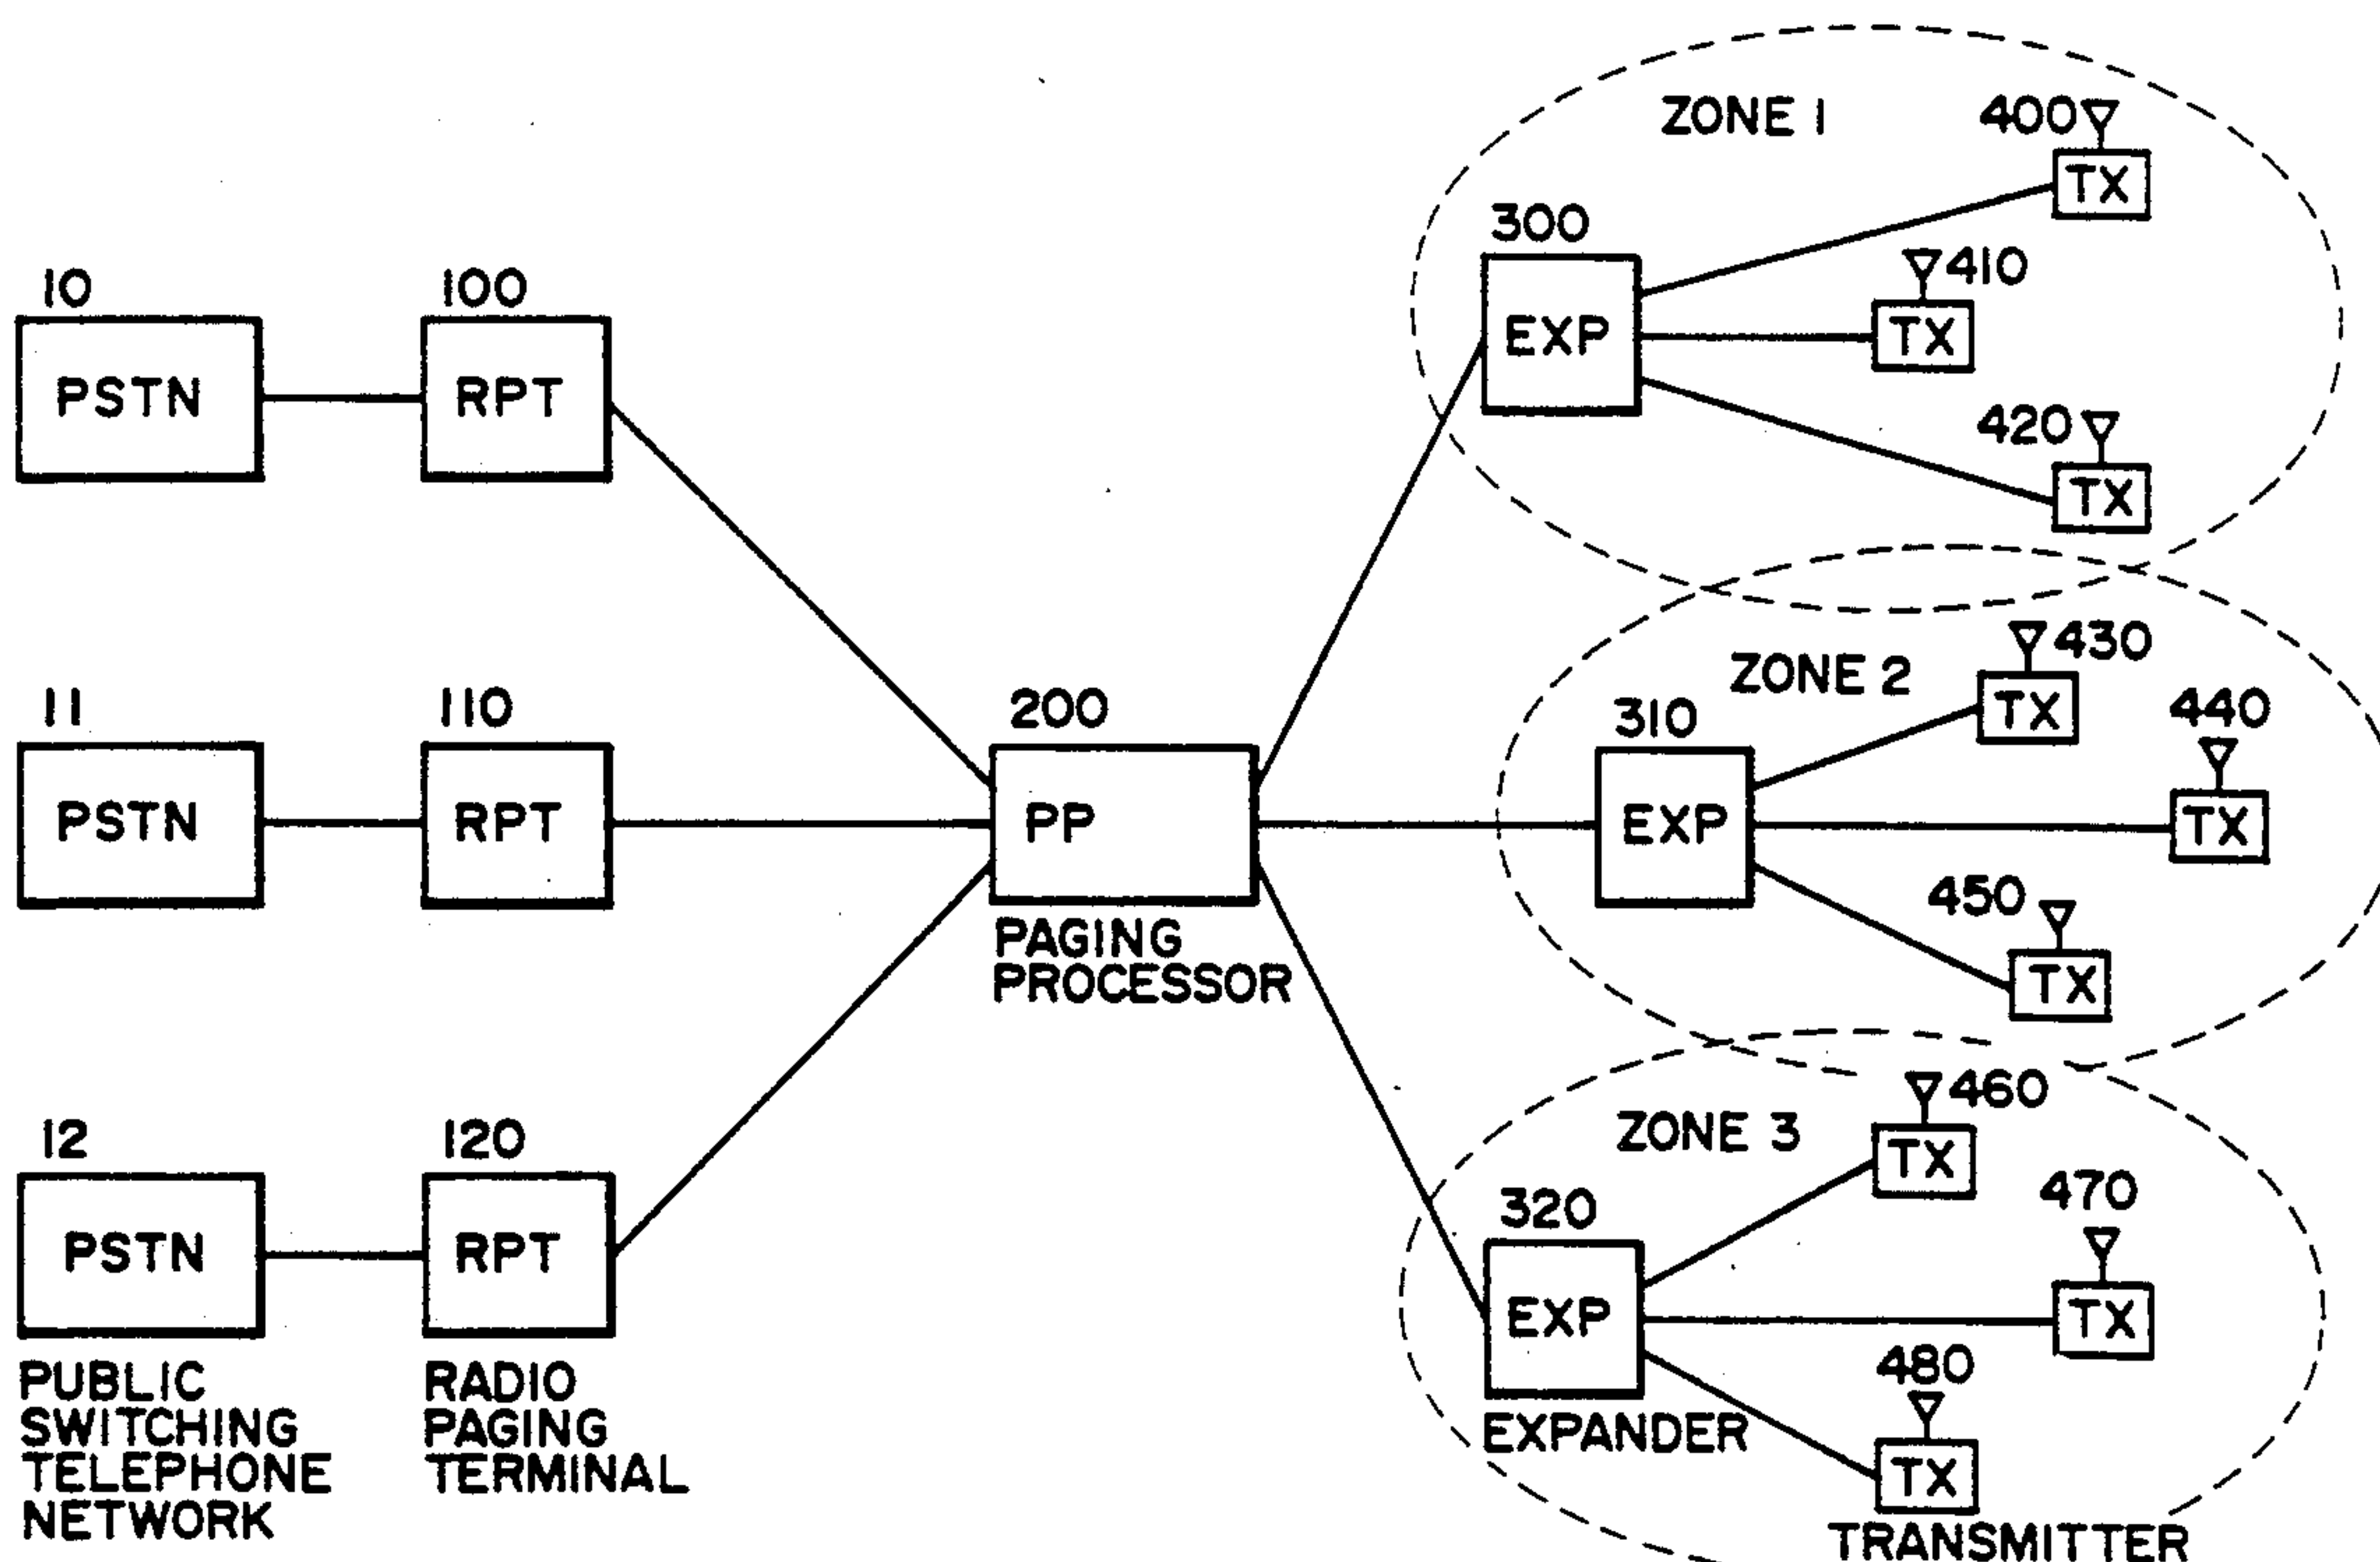 10
PSTN
100
RPT
11
PSTN
110
RPT
12
PSTN
PUBLIC
SWITCHING
TELEPHONE
NETWORK
120
RPT
RADIO
PAGING
TERMINAL
200
PP
PAGING
PROCESSOR
ZONE 1
300
EXP
400
TX
410
TX
420
TX
ZONE 2
310
EXP
430
TX
440
TX
450
TX
ZONE 3
320
EXP
EXPANDER
460
TX
470
TX
480
TX
TRANSMITTER